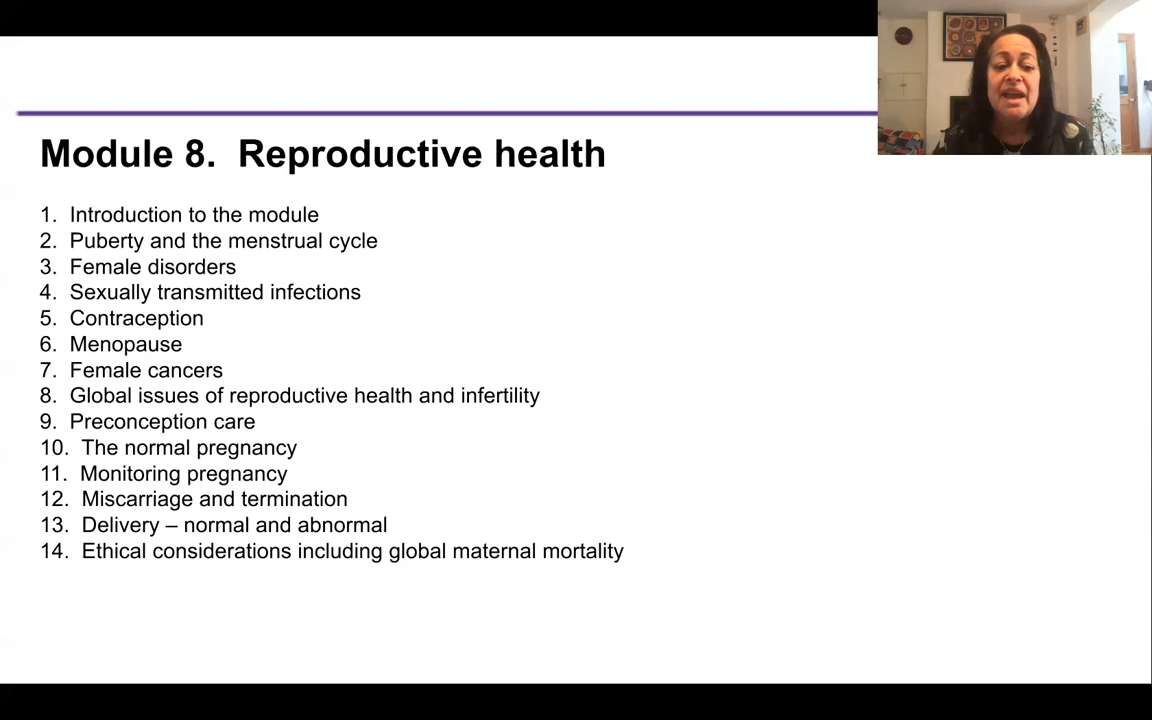 Module 8. Reproductive health
1. Introduction to the module
2. Puberty and the menstrual cycle
3. Female disorders
4. Sexually transmitted infections
5. Contraception
6. Menopause
7. Female cancers
8. Global issues of reproductive health and infertility
9. Preconception care
10. The normal pregnancy
11. Monitoring pregnancy
12. Miscarriage and termination
13. Delivery – normal and abnormal
14. Ethical considerations including global maternal mortality